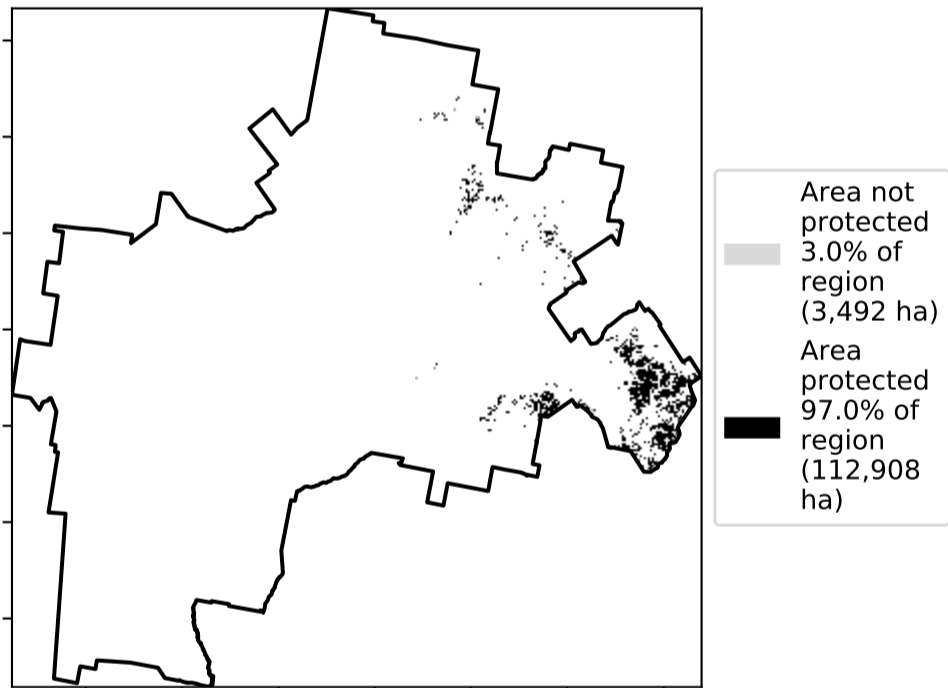 Area not
protected
3.0% of
region
(3,492 ha)
Area
protected
97.0% of
region
(112,908
ha)